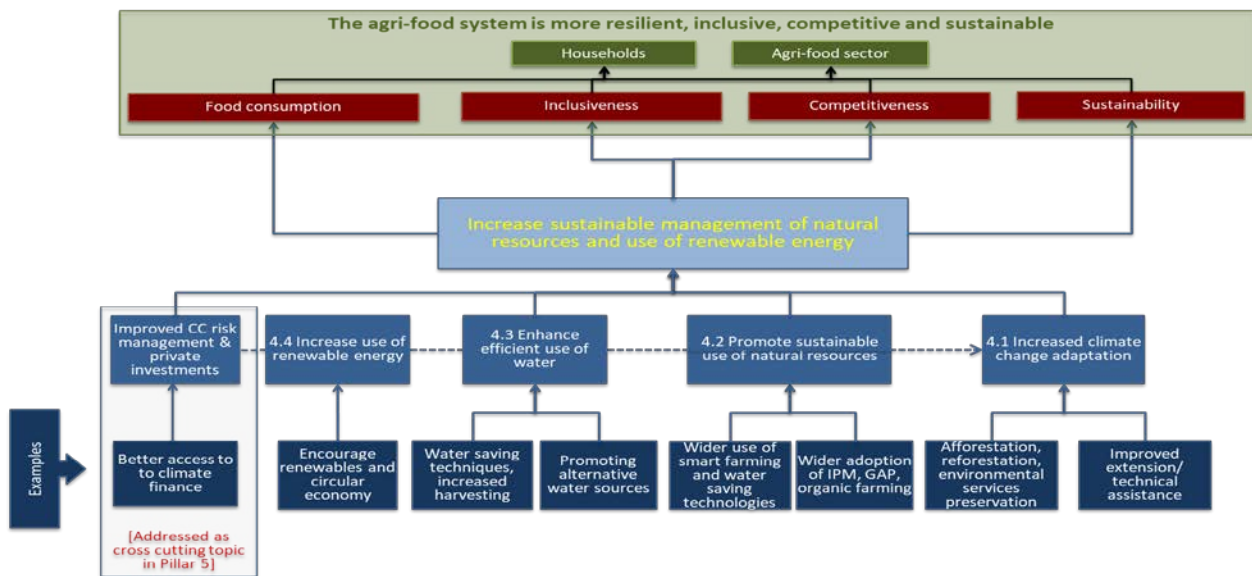 The agri-food system is more resilient, inclusive, competitive and sustainable
Households
Agri-food sector
Food consumption
Inclusiveness
Competitiveness
Sustainability
Increase sustainable management of natural
resources and use of renewable energy
Improved CC risk
management &
private
investments
4.4 Increase use of
renewable energy
4.3 Enhance
efficient use of
water
4.2 Promote sustainable
use of natural resources
4.1 Increased climate
change adaptation
Examples
Better access to
to climate
finance
Encourage
renewables and
circular
economy
Water saving
techniques,
increased
harvesting
Promoting
alternative
water sources
Wider use of
smart farming
and water
saving
technologies
Wider adoption
of IPM, GAP,
organic farming
Afforestation,
reforestation,
environmental
services
preservation
Improved
extension/
technical
assistance
[Addressed as
cross cutting topic
in Pillar 5]